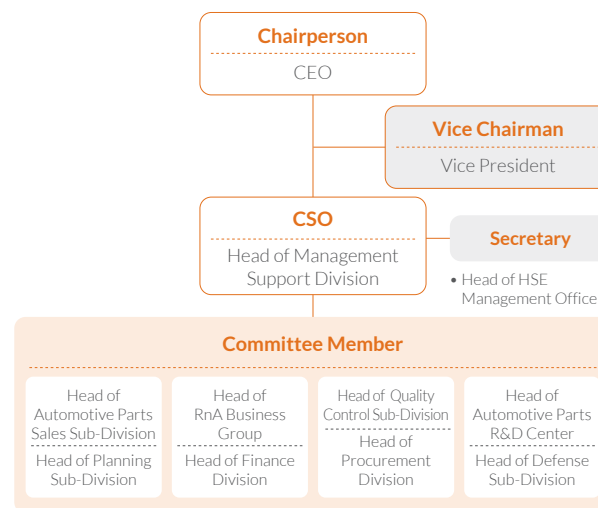 Chairperson
CEO
Vice Chairman
Vice President
CSO
Head of Management
Support Division
Secretary
• Head of HSE
Management Office
Committee Member
Head of
Automotive Parts
Sales Sub-Division
Head of Planning
Sub-Division
Head of
RnA Business
Group
Head of Finance
Division
Head of Quality
Control Sub-Division
Head of
Procurement
Division
Head of
Automotive Parts
R&D Center
Head of Defense
Sub-Division